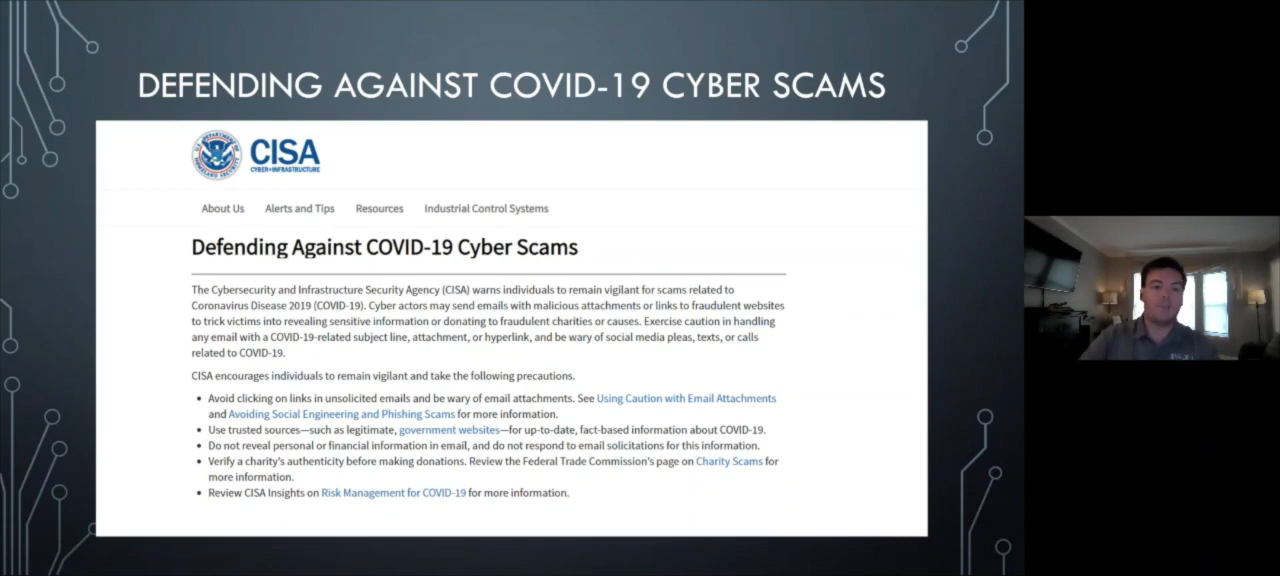 DEFENDING AGAINST COVID-19 CYBER SCAMS
CISA
CYBER+INFRASTRUCTURE
About Us Alerts and Tips Resources Industrial Control Systems
Defending Against COVID-19 Cyber Scams
The Cybersecurity and Infrastructure Security Agency (CISA) warns individuals to remain vigilant for scams related to
Coronavirus Disease 2019 (COVID-19). Cyber actors may send emails with malicious attachments or links to fraudulent websites
to trick victims into revealing sensitive information or donating to fraudulent charities or causes. Exercise caution in handling
any email with a COVID-19-related subject line, attachment, or hyperlink, and be wary of social media pleas, texts, or calls
related to COVID-19.
CISA encourages individuals to remain vigilant and take the following precautions.
• Avoid clicking on links in unsolicited emails and be wary of email attachments. See Using Caution with Email Attachments
and Avoiding Social Engineering and Phishing Scams for more information.
• Use trusted sources—such as legitimate, government websites—for up-to-date, fact-based information about COVID-19.
• Do not reveal personal or financial information in email, and do not respond to email solicitations for this information.
• Verify a charity's authenticity before making donations. Review the Federal Trade Commission's page on Charity Scams for
more information.
• Review CISA Insights on Risk Management for COVID-19 for more information.